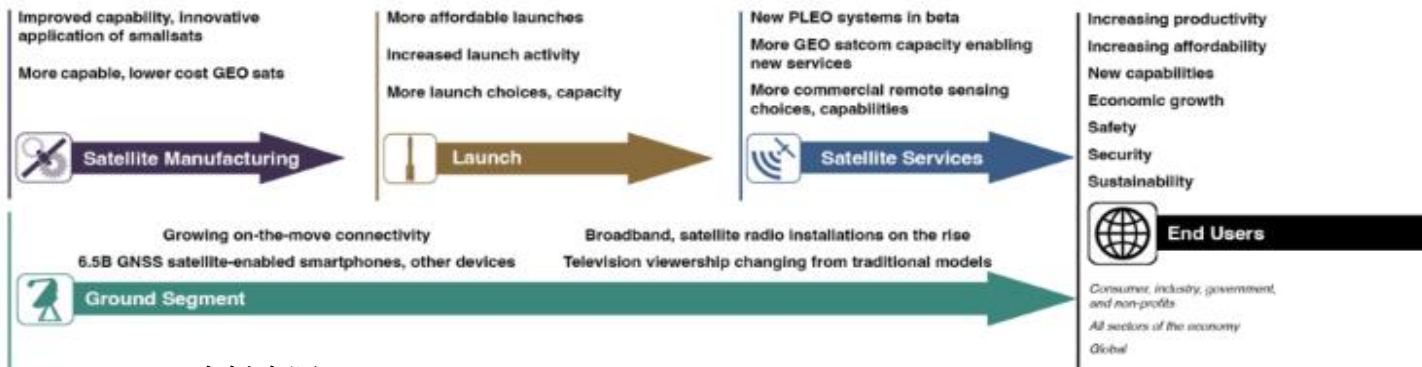 Improved capability, innovative
application of smallsats
More capable, lower cost GEO sats
Satellite Manufacturing
More affordable launches
Increased launch activity
More launch choices, capacity
Launch
New PLEO systems in beta
More GEO satcom capacity enabling
new services
More commercial remote sensing
choices, capabilities
Satellite Services
Increasing productivity
Increasing affordability
New capabilities
Economic growth
Safety
Security
Sustainability
End Users
Consumer, industry, government,
and non-profits
All sectors of the economy
Global
Growing on-the-move connectivity
6.5B GNSS satellite-enabled smartphones, other devices
Broadband, satellite radio installations on the rise
Television viewership changing from traditional models
Ground Segment